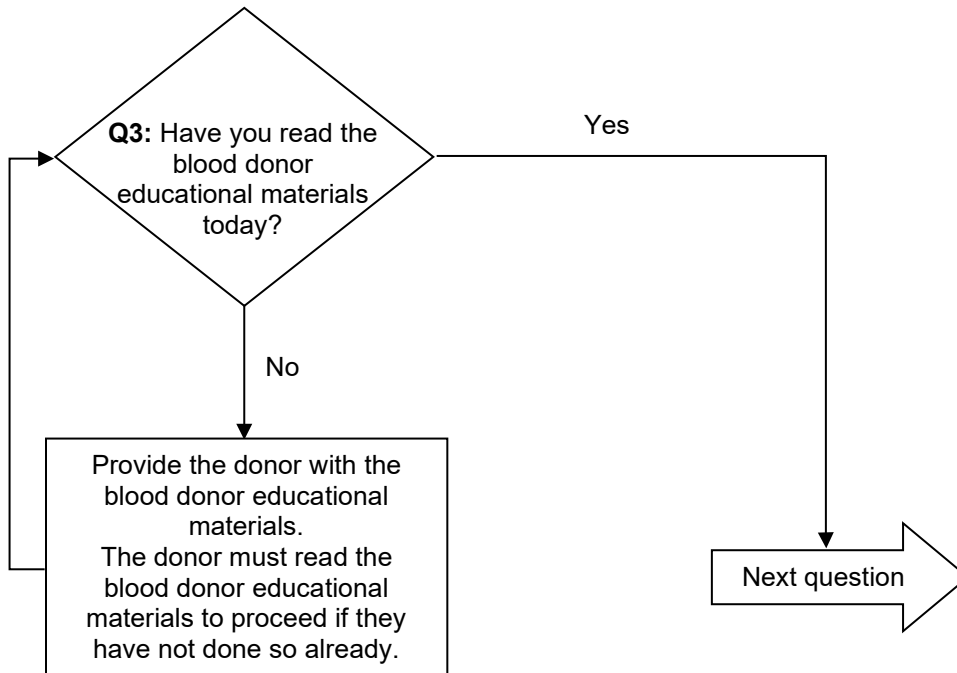 Q3: Have you read the
blood donor
educational materials
today?
Yes
No
Provide the donor with the
blood donor educational
materials.
The donor must read the
blood donor educational
materials to proceed if they
have not done so already.
Next question